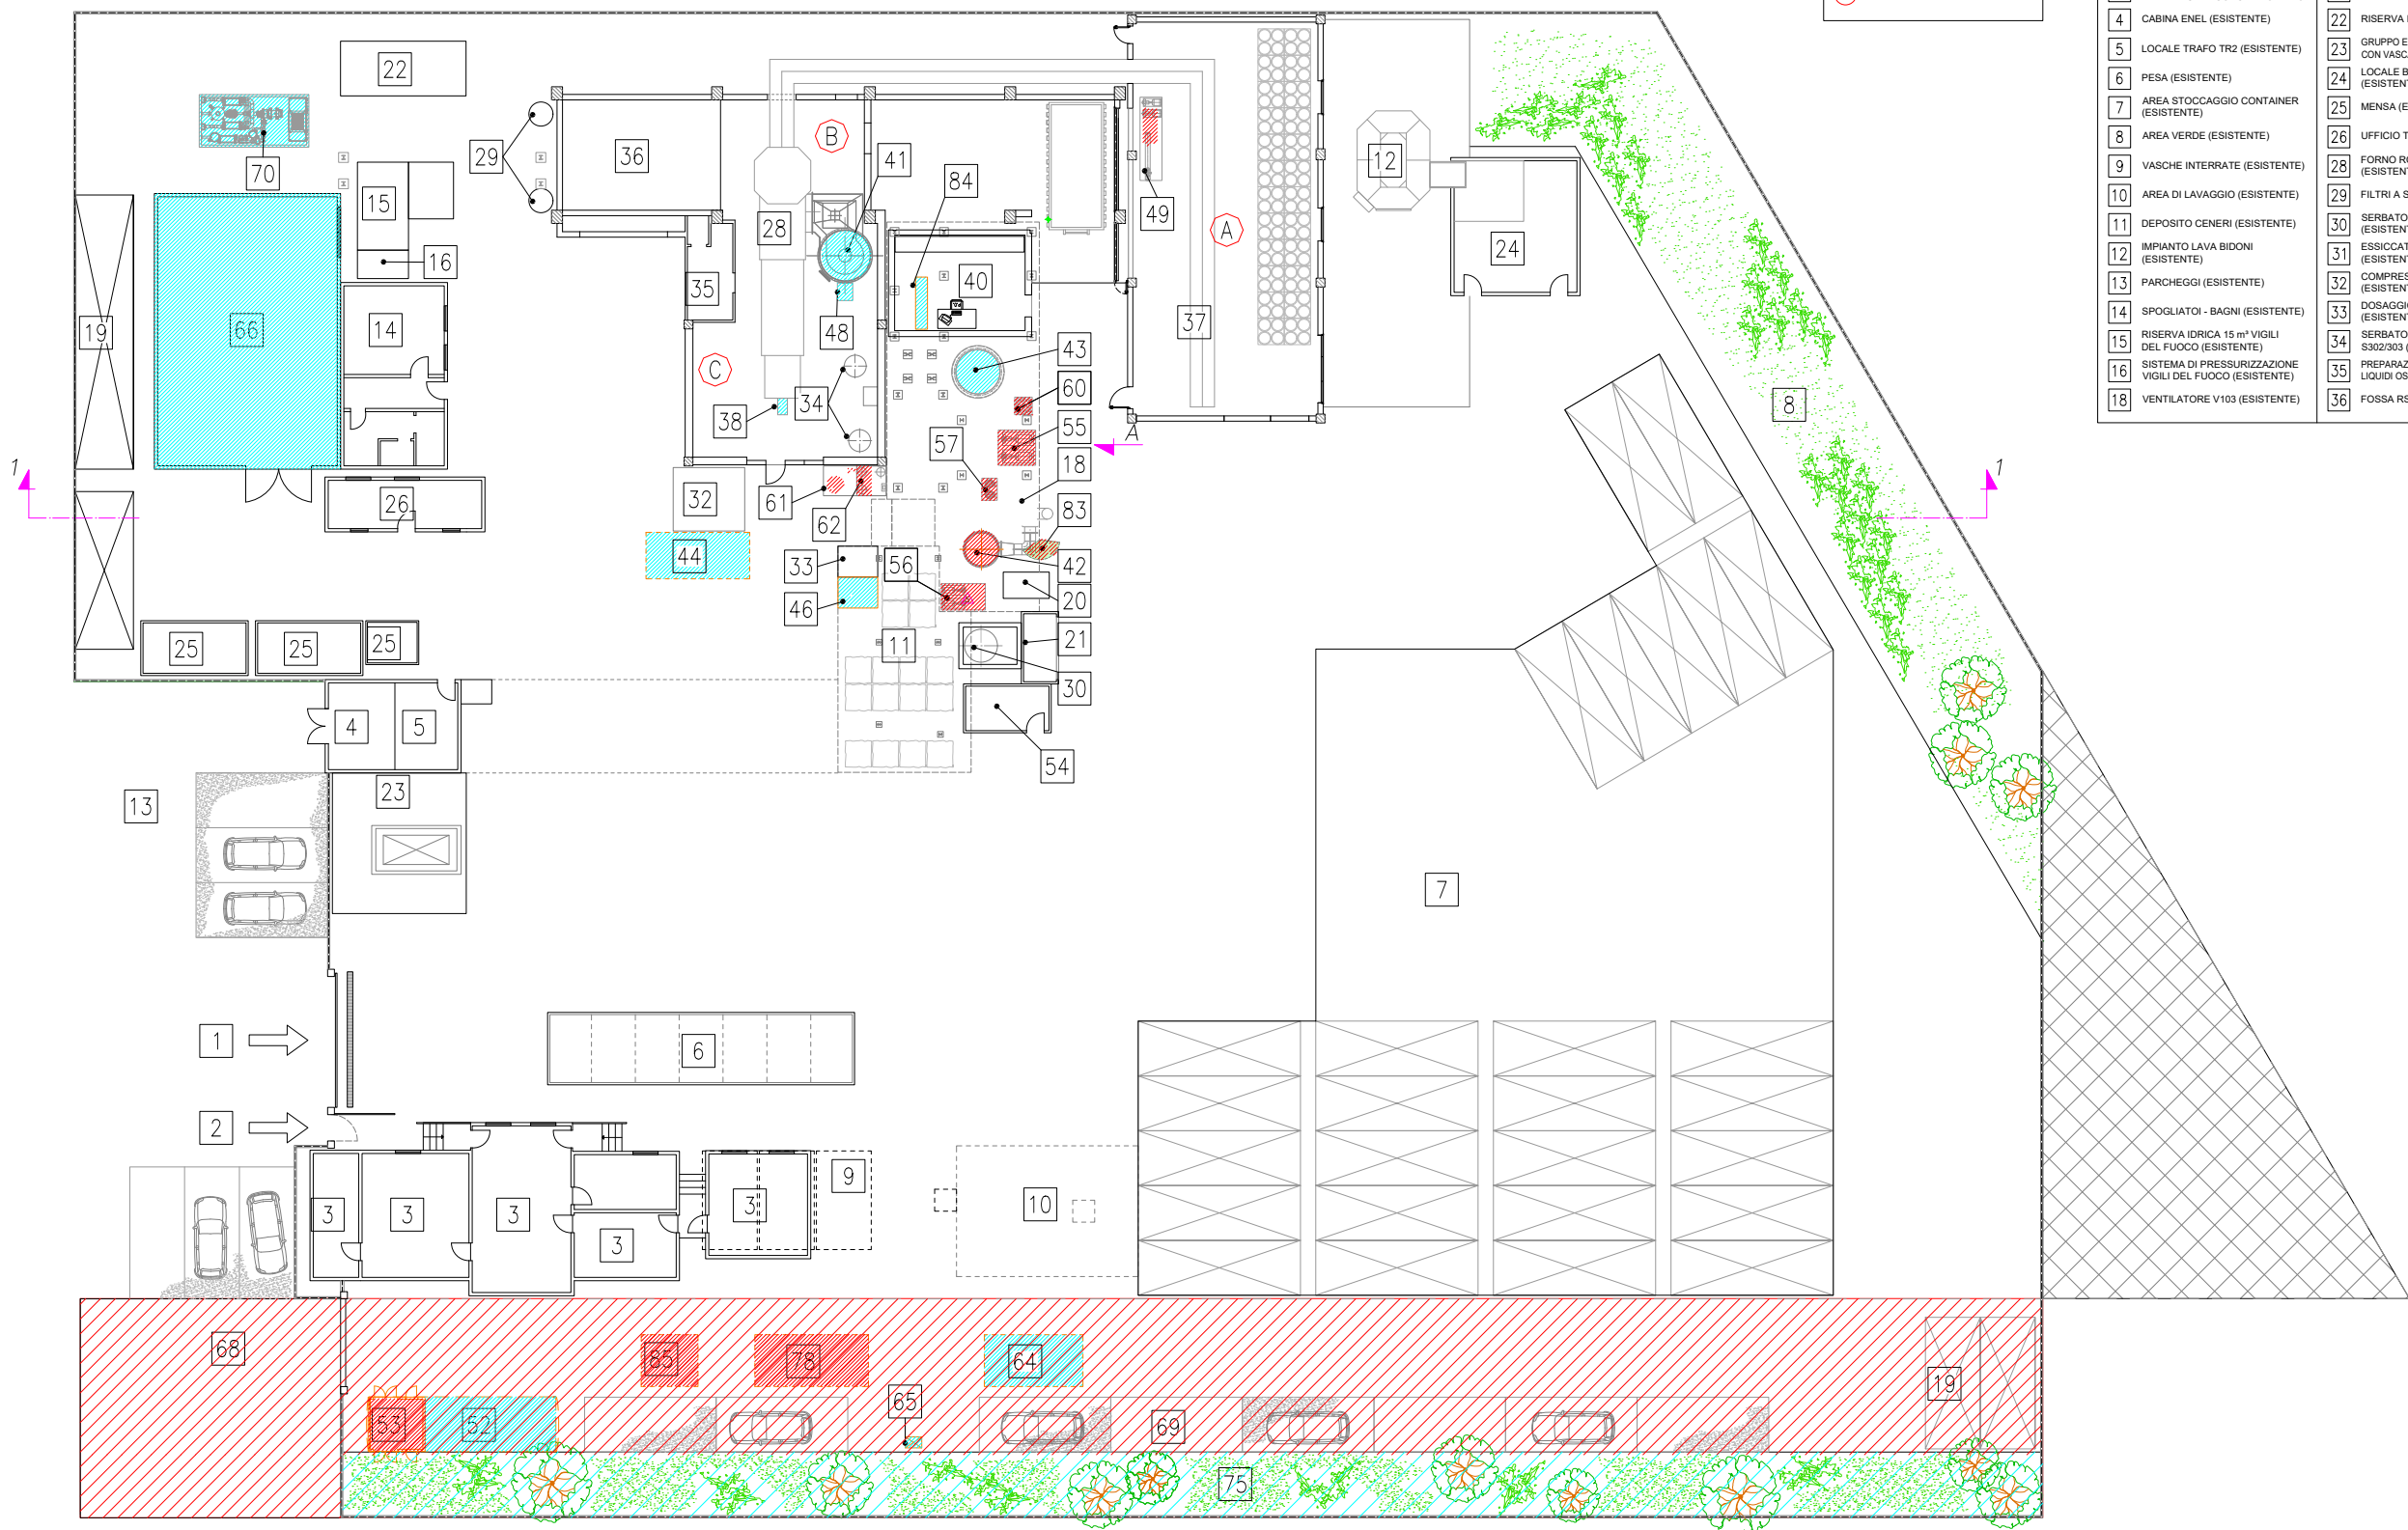 4 CABINA ENEL (ESISTENTE)
5 LOCALE TRAFO TR2 (ESISTENTE)
6 PESA (ESISTENTE)
7 AREA STOCCAGGIO CONTAINER
(ESISTENTE)
8 AREA VERDE (ESISTENTE)
9 VASCHE INTERRATE (ESISTENTE)
10 AREA DI LAVAGGIO (ESISTENTE)
11 DEPOSITO CENERI (ESISTENTE)
12 IMPIANTO LAVA BIDONI
(ESISTENTE)
13 PARCHEGGI (ESISTENTE)
14 SPOGLIATOI - BAGNI (ESISTENTE)
15 RISERVA IDRICA 15 m³ VIGILI
DEL FUOCO (ESISTENTE)
16 SISTEMA DI PRESSURIZZAZIONE
VIGILI DEL FUOCO (ESISTENTE)
18 VENTILATORE V103 (ESISTENTE)
22 RISERVA
23 GRUPPO E
CON VASC
24 LOCALE B
(ESISTEN
25 MENSA (E
26 UFFICIO T
28 FORNO RO
(ESISTEN
29 FILTRI A S
30 SERBATO
(ESISTEN
31 ESSICCAT
(ESISTEN
32 COMPRES
(ESISTEN
33 DOSAGGI
(ESISTEN
34 SERBATO
S302/303 (
35 PREPARAZ
LIQUIDI OS
36 FOSSA RS
22
70
29
36
B
41
84
49
12
A
24
15
16
28
35
40
48
37
19
66
14
C
43
60
38
34
55
57
18
A
8
1
1
26
32
61
62
83
44
33
56
42
46
20
25
25
25
11
21
30
4
5
54
13
23
7
1
6
2
3
3
3
3
3
9
10
68
85
78
64
19
53
52
65
69
75